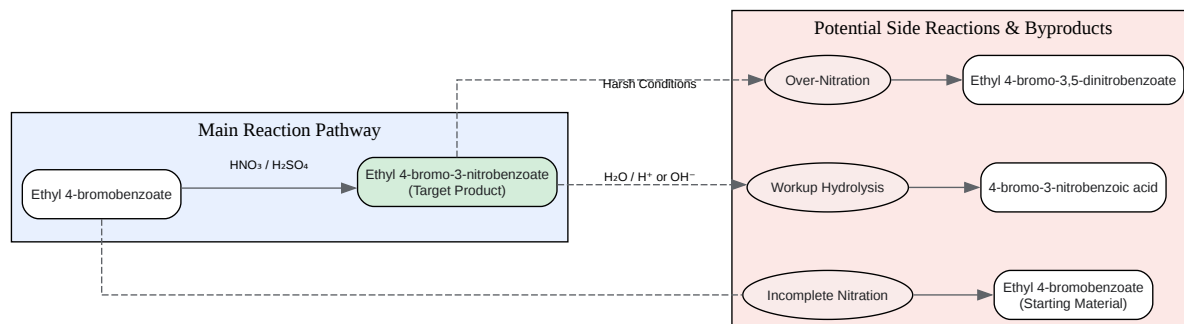 Potential Side Reactions & Byproducts
Harsh Conditions
Over-Nitration
Ethyl 4-bromo-3,5-dinitrobenzoate
Main Reaction Pathway
Ethyl 4-bromobenzoate
HNO₃ / H₂SO₄
Ethyl 4-bromo-3-nitrobenzoate
(Target Product)
H₂O / H⁺ or OH⁻
Workup Hydrolysis
4-bromo-3-nitrobenzoic acid
Incomplete Nitration
Ethyl 4-bromobenzoate
(Starting Material)